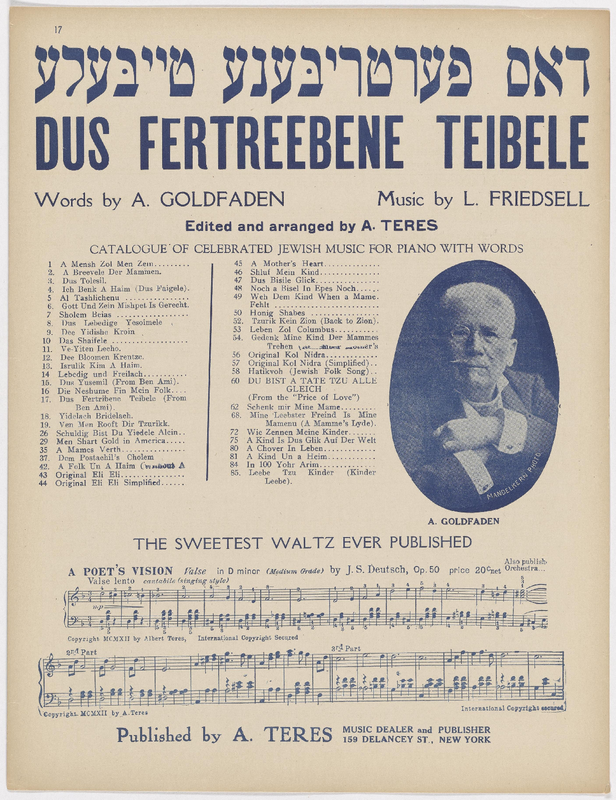 17
דאס פערטריבענע טייבעלע
DUS FERTREEBENE TEIBELE
Words by A. GOLDFADEN Music by L. FRIEDSELL
Edited and arranged by A. TERES
CATALOGUE OF CELEBRATED JEWISH MUSIC FOR PIANO WITH WORDS
1 A Mensh Zol Men Zein.........
2. A Breevele Der Mammen.
3. Dus Tolesil.
4. Ich Benk A Haim (Dus Faigele).
5 Al Tashlichenu ................
6. Gott Und Zein Mishpet Is Gerecht.
7 Sholem Beias .................
8. Dus Lebedige Yesolmele .
9. Dee Yidishe Kroin .
10 Das Shaifele ..................
11. Ve-Yiten Lecho.
12. Dee Bloomen Krentze.
13. Isrulik Kim A Haim.
14 Lebedig und Freilach..........
15. Dus Yusemil (From Ben Ami).
16 Die Neshume Fin Mein Folk....
17. Dus Fertribene Teibele (From
Ben Ami).
18. Yidelach Bridelach.
19. Ven Men Rooft Dir Tzurikk.
26 Schuldig Bist Du Yiedele Alein..
29 Men Shart Gold in America.....
35 A Mames Verth................
37. Don Postachil's Cholem
42. A Folk Un A Haim (without A
43 Original Eli Eli................
44 Original Eli Eli Simplified......
45 A Mother's Heart..............
46 Shluf Mein Kind...............
47 Dus Bisile Glick................
48 Noch a Bisel In Epes Noch.....
49 Weh Dem Kind When a Mame.
Fehlt .........................
50 Honig Shabes ..................
52. Tzurik Kein Zion (Back to Zion).
53 Leben Zol Columbus...........
54. Gedenk Mine Kind Der Mammes
Trehen
56 Original Kol Nidra.............
57 Original Kol Nidra (Simplified)..
58 Hatikvoh (Jewish Folk Song)...
60 DU BIST A TATE TZU ALLE
GLEICH
(From the "Price of Love")
62 Schenk mir Mine Mame.........
68. Mine Leebster Freind Is Mine
Mamenu (A Mamme's Lyde).
72 Wie Zennen Meine Kinder.......
75 A Kind Is Dus Glik Auf Der Welt
80 A Chover In Leben.............
81 A Kind Un a Heim.............
84 In 100 Yohr Arim..............
85. Leebe Tzu Kinder (Kinder
Leebe).
MANDELKERN PHOTO.
A. GOLDFADEN
THE SWEETEST WALTZ EVER PUBLISHED
A POET'S VISION Valse in D minor (Medium Grade) by J. S. Deutsch, Op. 50 price 20c net Also publish
Orchestra...
Valse lento cantabile (singing style)
mp
Copyright MCMXII by Albert Teres, International Copyright Secured
2nd Part 3rd Part
Copyright MCMXII by A. Teres International Copyright secured
Published by A. TERES MUSIC DEALER and PUBLISHER
159 DELANCEY ST., NEW YORK